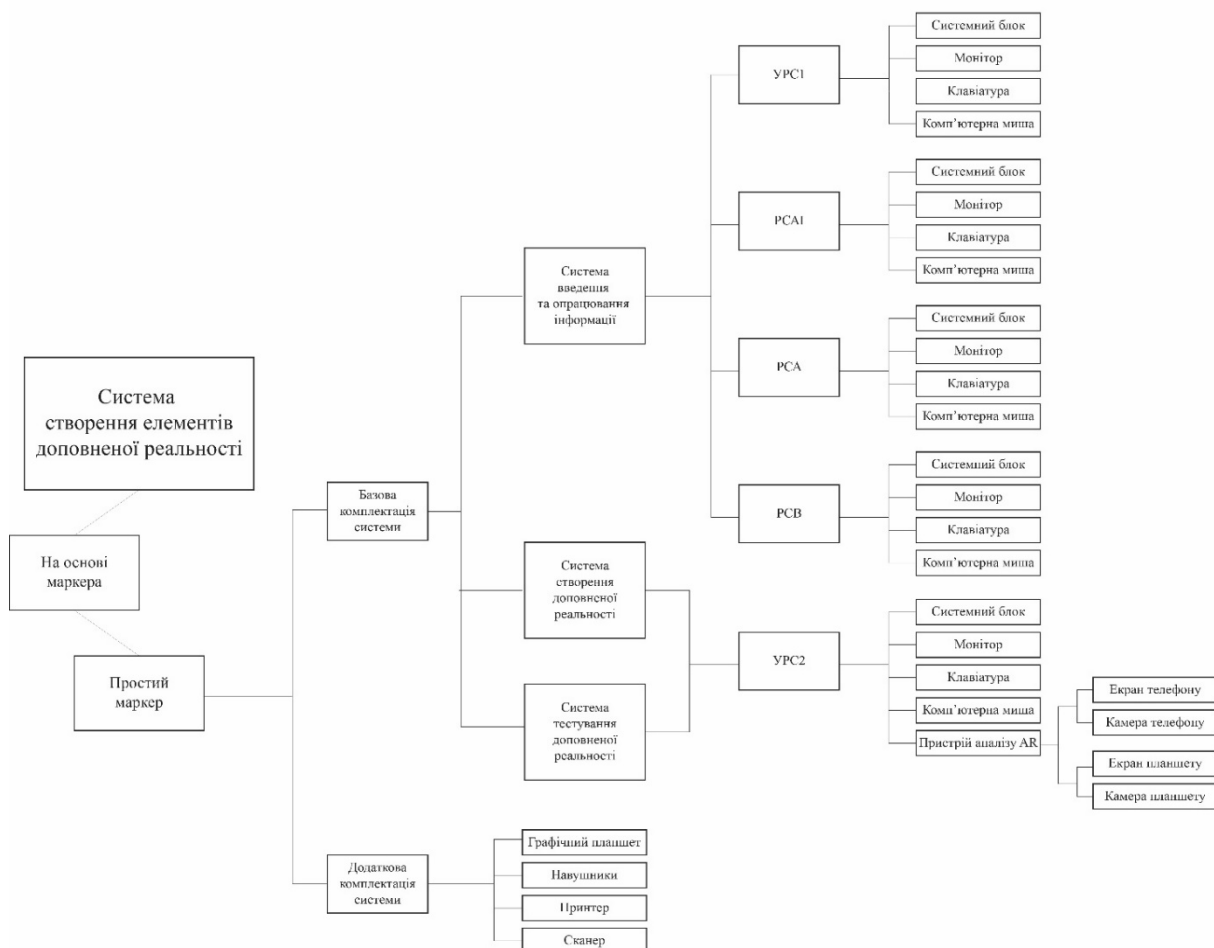 Система
створення елементів
доповненої реальності
На основі
маркера
Простий
маркер
Базова
комплектація
системи
Додаткова
комплектація
системи
Система
введення
та опрацювання
інформації
Система
створення
доповненої
реальності
Система
тестування
доповненої
реальності
Графічний планшет
Навушники
Принтер
Сканер
УРС1
Системний блок
Монітор
Клавіатура
Комп’ютерна миша
РСАІ
Системний блок
Монітор
Клавіатура
Комп’ютерна миша
РСА
Системний блок
Монітор
Клавіатура
Комп’ютерна миша
РСВ
Системний блок
Монітор
Клавіатура
Комп’ютерна миша
УРС2
Системний блок
Монітор
Клавіатура
Комп’ютерна миша
Пристрій аналізу AR
Екран телефону
Камера телефону
Екран планшету
Камера планшету